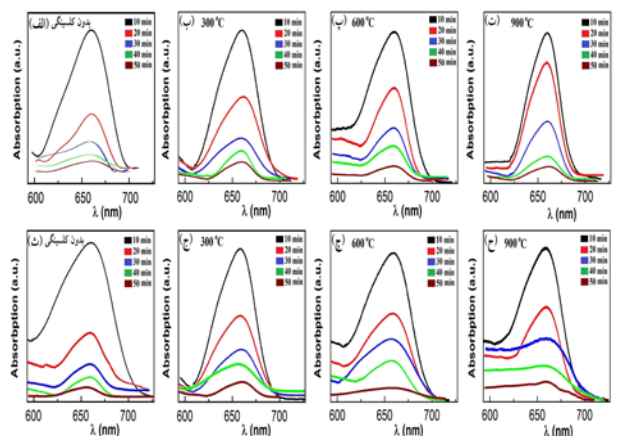 (الف) بدون کلسینگی
10 min
20 min
30 min
40 min
50 min
Absorbption (a.u.)
600 650 700
λ (nm)
(ب) 300 °C
10 min
20 min
30 min
40 min
50 min
Absorbption (a.u.)
600 650 700
λ (nm)
(پ) 600 °C
10 min
20 min
30 min
40 min
50 min
Absorbption (a.u.)
600 650 700
λ (nm)
(ت) 900 °C
10 min
20 min
30 min
40 min
50 min
Absorbption (a.u.)
600 650 700
λ (nm)
(ث) بدون کلسینگی
10 min
20 min
30 min
40 min
50 min
Absorbption (a.u.)
600 650 700
λ (nm)
(ج) 300 °C
10 min
20 min
30 min
40 min
50 min
Absorbption (a.u.)
600 650 700
λ (nm)
(چ) 600 °C
10 min
20 min
30 min
40 min
50 min
Absorbption (a.u.)
600 650 700
λ (nm)
(ح) 900 °C
10 min
20 min
30 min
40 min
50 min
Absorbption (a.u.)
600 650 700
λ (nm)